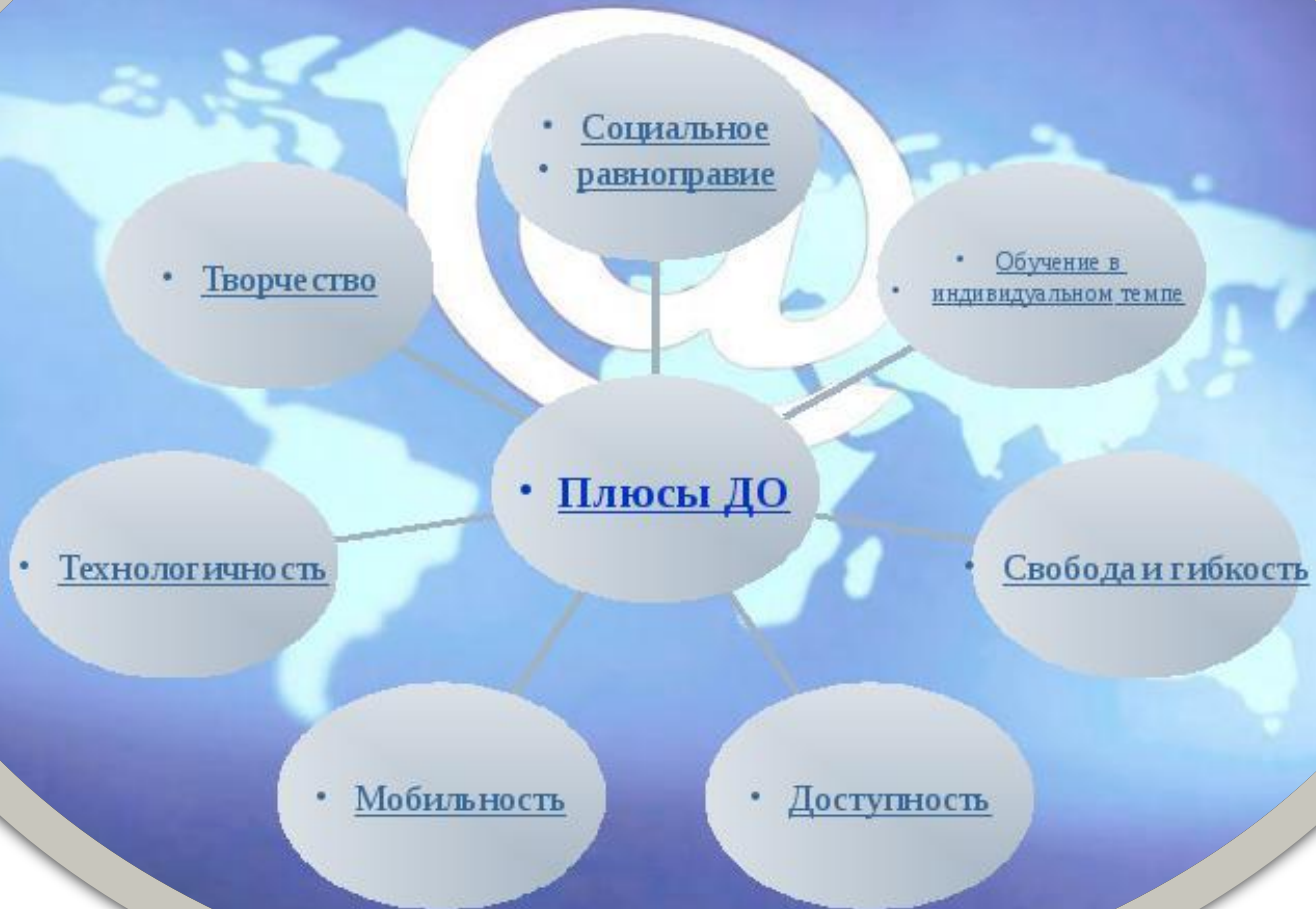 • Социальное
• равноправие
• Творчество
• Обучение в
• индивидуальном темпе
• Плюсы ДО
• Технологичность
• Свобода и гибкость
• Мобильность
• Доступность